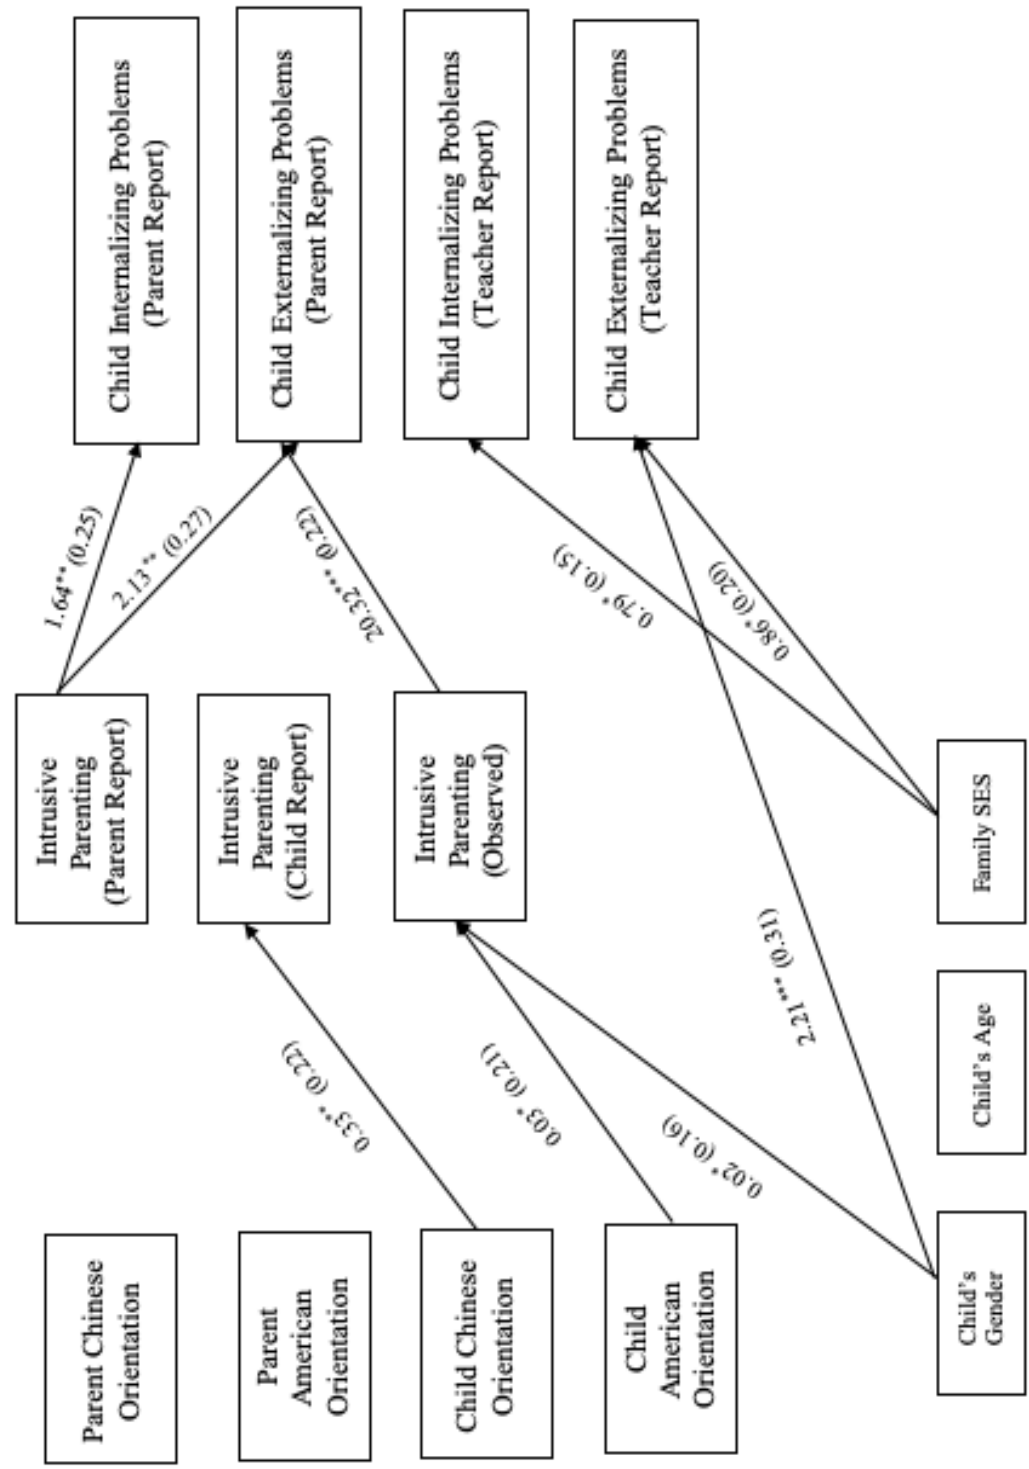 Parent Chinese
Orientation
Parent
American
Orientation
Child Chinese
Orientation
Child
American
Orientation
Child's
Gender
Child's Age
Family SES
Intrusive
Parenting
(Parent Report)
Intrusive
Parenting
(Child Report)
Intrusive
Parenting
(Observed)
Child Internalizing Problems
(Parent Report)
Child Externalizing Problems
(Parent Report)
Child Internalizing Problems
(Teacher Report)
Child Externalizing Problems
(Teacher Report)
1.64** (0.25)
2.13** (0.27)
20.32*** (0.22)
0.33** (0.22)
0.03* (0.21)
0.02* (0.16)
2.21*** (0.31)
0.79* (0.15)
0.86* (0.20)